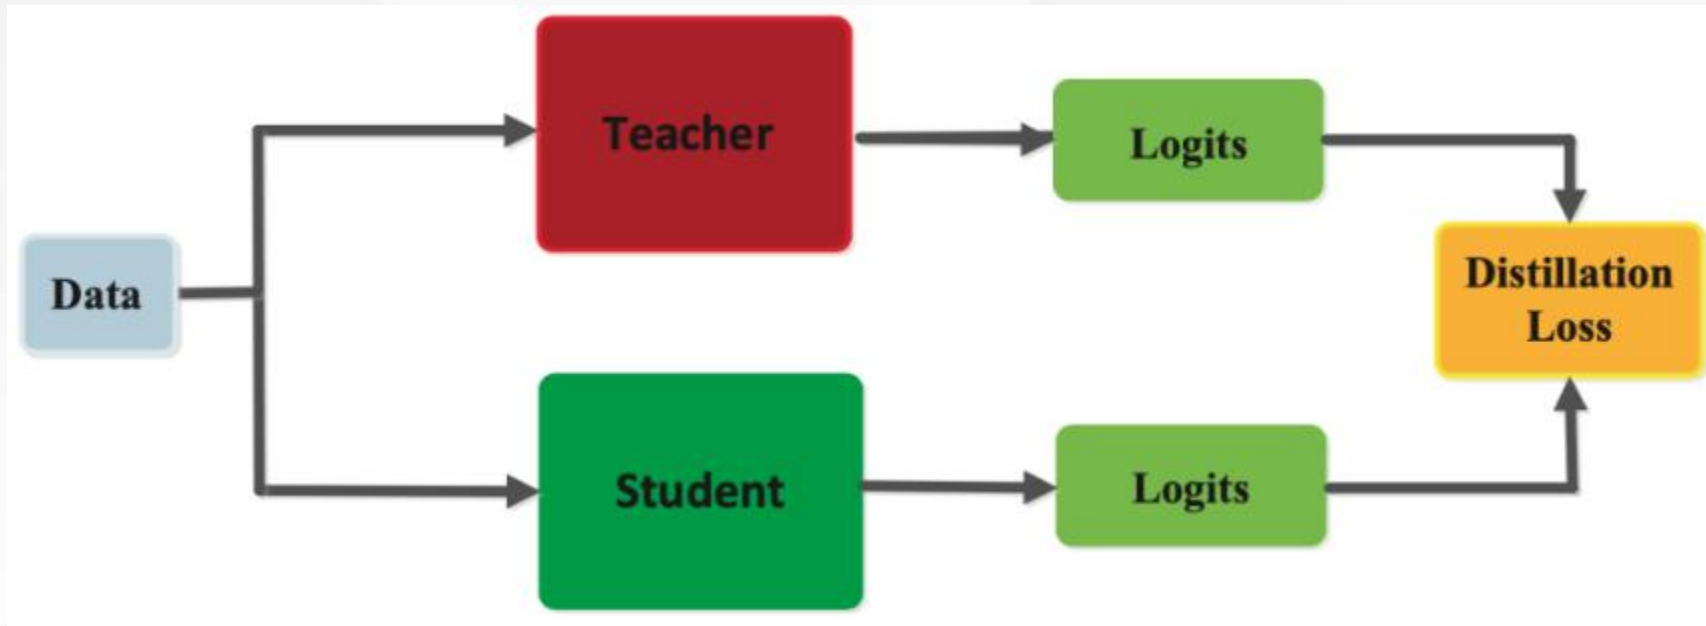 Teacher
Logits
Data
Distillation
Loss
Student
Logits